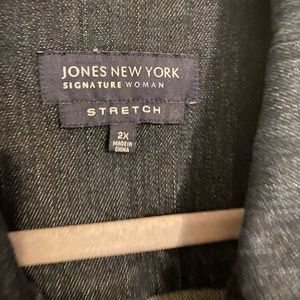 JONES NEW YORK
SIGNATURE WOMAN
STRETCH
2X
MADE IN
CHINA